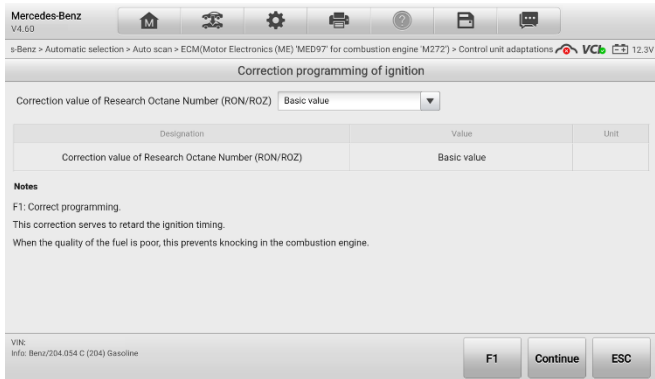 Mercedes-Benz
V4.60
s-Benz > Automatic selection > Auto scan > ECM(Motor Electronics (ME) 'MED97' for combustion engine 'M272') > Control unit adaptations VCI 12.3V
Correction programming of ignition
Correction value of Research Octane Number (RON/ROZ) Basic value
Designation Value Unit
Correction value of Research Octane Number (RON/ROZ) Basic value
Notes
F1: Correct programming.
This correction serves to retard the ignition timing.
When the quality of the fuel is poor, this prevents knocking in the combustion engine.
VIN:
Info: Benz/204.054 C (204) Gasoline
F1 Continue ESC